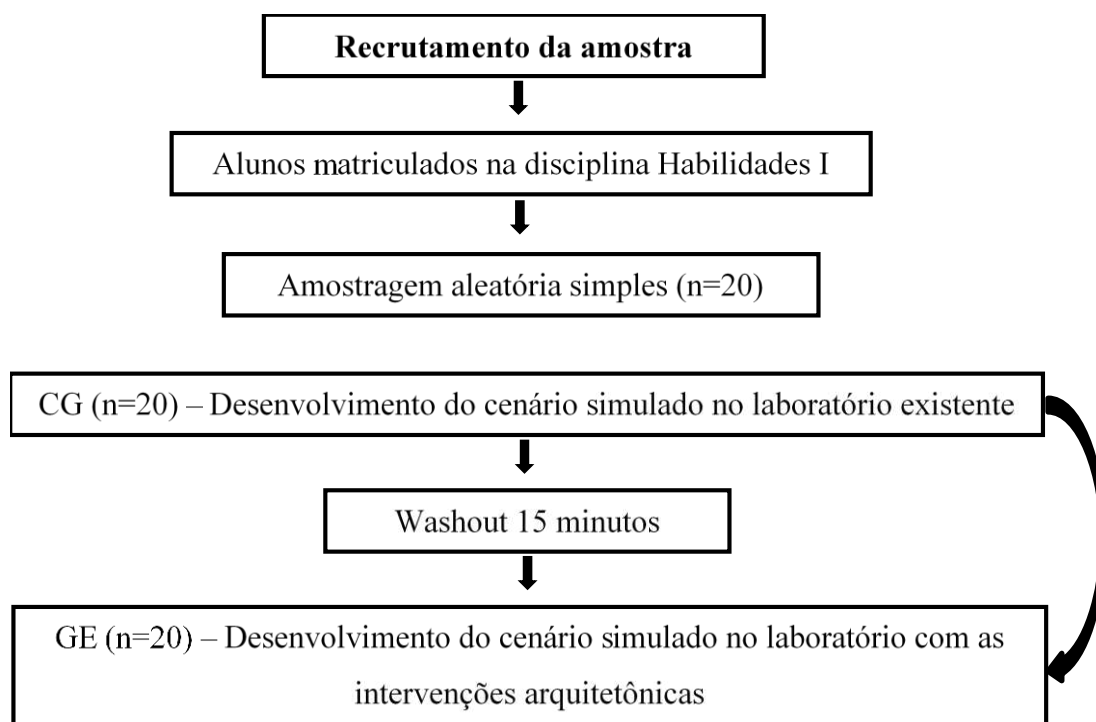 Recrutamento da amostra
Alunos matriculados na disciplina Habilidades I
Amostragem aleatória simples (n=20)
CG (n=20) – Desenvolvimento do cenário simulado no laboratório existente
Washout 15 minutos
GE (n=20) – Desenvolvimento do cenário simulado no laboratório com as
intervenções arquitetônicas